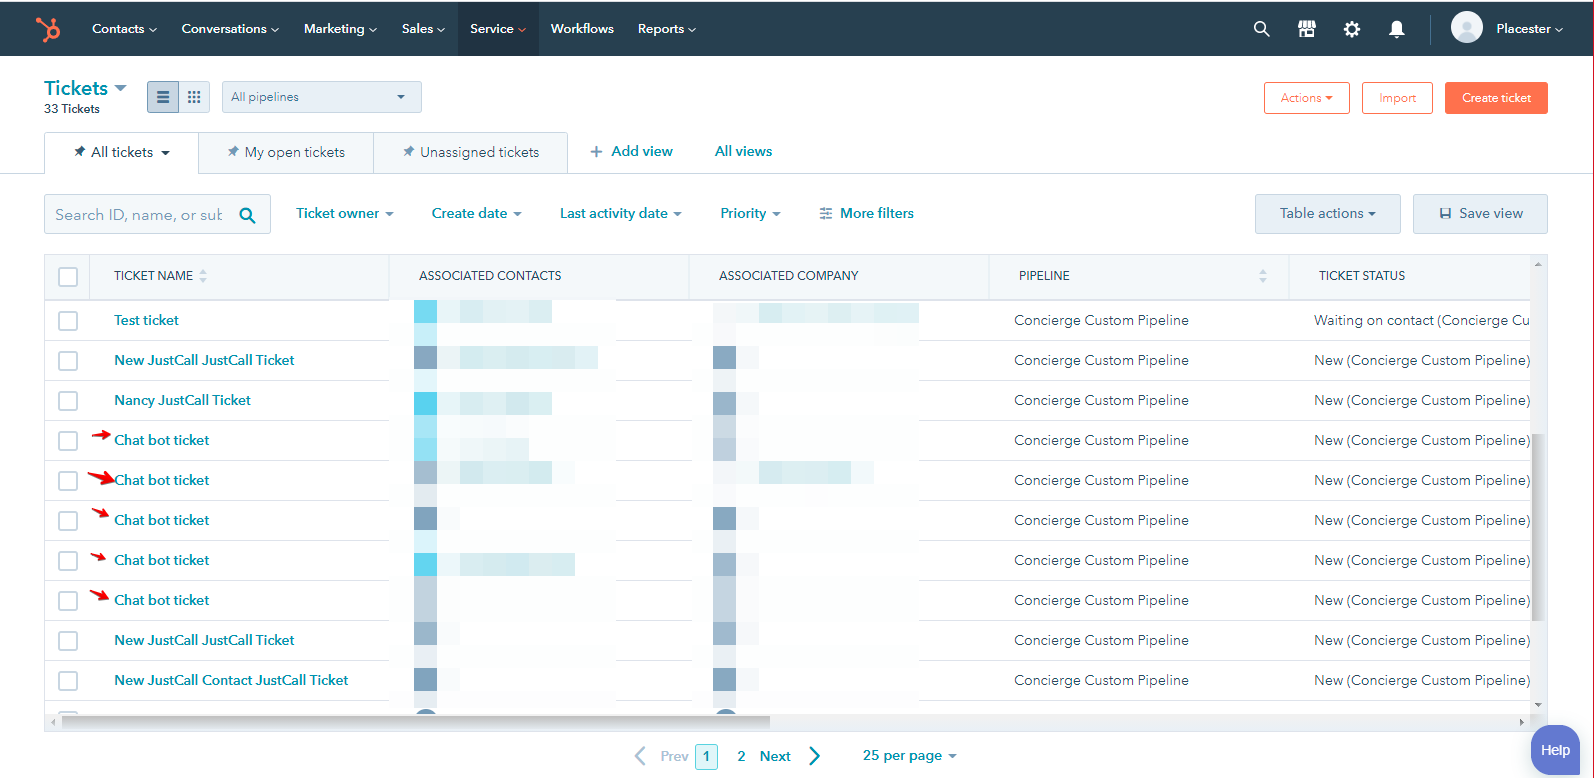 Contacts Conversations Marketing Sales Service Workflows Reports Placester
Tickets
33 Tickets
All pipelines
Actions Import Create ticket
All tickets My open tickets Unassigned tickets + Add view All views
Search ID, name, or sub Ticket owner Create date Last activity date Priority More filters Table actions Save view
TICKET NAME ASSOCIATED CONTACTS ASSOCIATED COMPANY PIPELINE TICKET STATUS
Test ticket Concierge Custom Pipeline Waiting on contact (Concierge Cu
New JustCall JustCall Ticket Concierge Custom Pipeline New (Concierge Custom Pipeline)
Nancy JustCall Ticket Concierge Custom Pipeline New (Concierge Custom Pipeline)
Chat bot ticket Concierge Custom Pipeline New (Concierge Custom Pipeline)
Chat bot ticket Concierge Custom Pipeline New (Concierge Custom Pipeline)
Chat bot ticket Concierge Custom Pipeline New (Concierge Custom Pipeline)
Chat bot ticket Concierge Custom Pipeline New (Concierge Custom Pipeline)
Chat bot ticket Concierge Custom Pipeline New (Concierge Custom Pipeline)
New JustCall JustCall Ticket Concierge Custom Pipeline New (Concierge Custom Pipeline)
New JustCall Contact JustCall Ticket Concierge Custom Pipeline New (Concierge Custom Pipeline)
Prev 1 2 Next 25 per page
Help